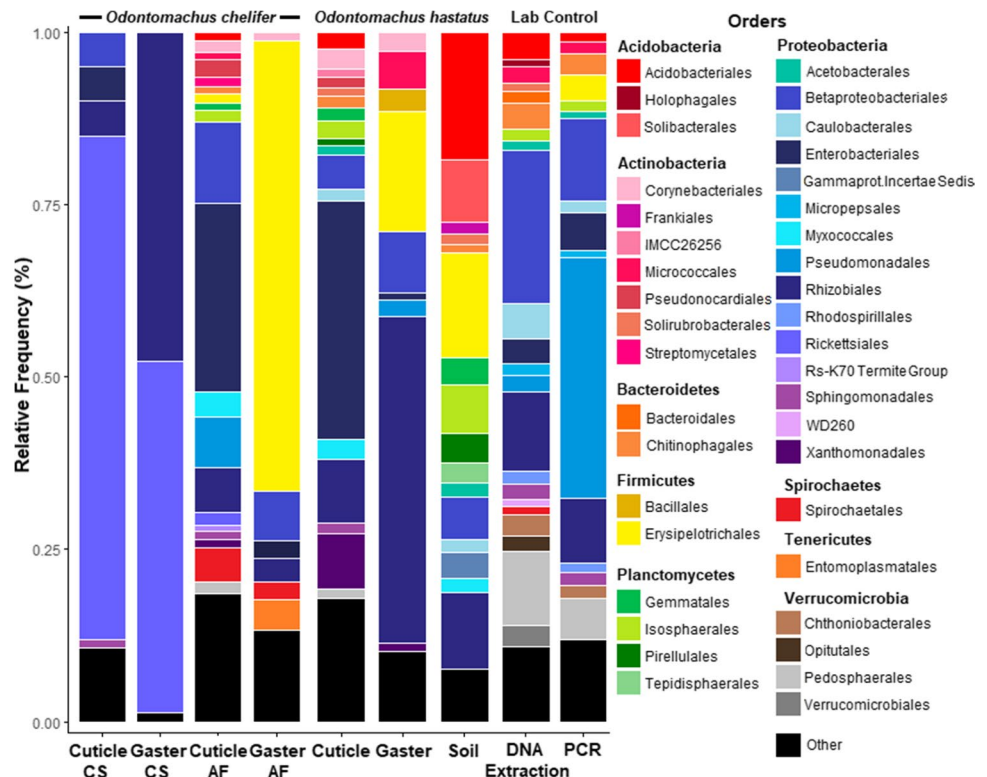 Odontomachus chelifer
Odontomachus hastatus
Lab Control
1.00
0.75
0.50
0.25
0.00
Relative Frequency (%)
Cuticle CS
Gaster CS
Cuticle AF
Gaster AF
Cuticle
Gaster
Soil
DNA
PCR
Extraction
Orders
Acidobacteria
Acidobacteriales
Holophagales
Solibacterales
Actinobacteria
Corynebacteriales
Frankiales
IMCC26256
Micrococcales
Pseudonocardiales
Solirubrobacterales
Streptomycetales
Bacteroidetes
Bacteroidales
Chitinophagales
Firmicutes
Bacillales
Erysipelotrichales
Planctomycetes
Gemmatales
Isosphaerales
Pirellulales
Tepidisphaerales
Proteobacteria
Acetobacterales
Betaproteobacteriales
Caulobacterales
Enterobacteriales
Gammaprot.Incertae Sedis
Micropepsales
Myxococcales
Pseudomonadales
Rhizobiales
Rhodospirillales
Rickettsiales
Rs-K70 Termite Group
Sphingomonadales
WD260
Xanthomonadales
Spirochaetes
Spirochaetales
Tenericutes
Entomoplasmatales
Verrucomicrobia
Chthoniobacterales
Opitutales
Pedosphaerales
Verrucomicrobiales
Other